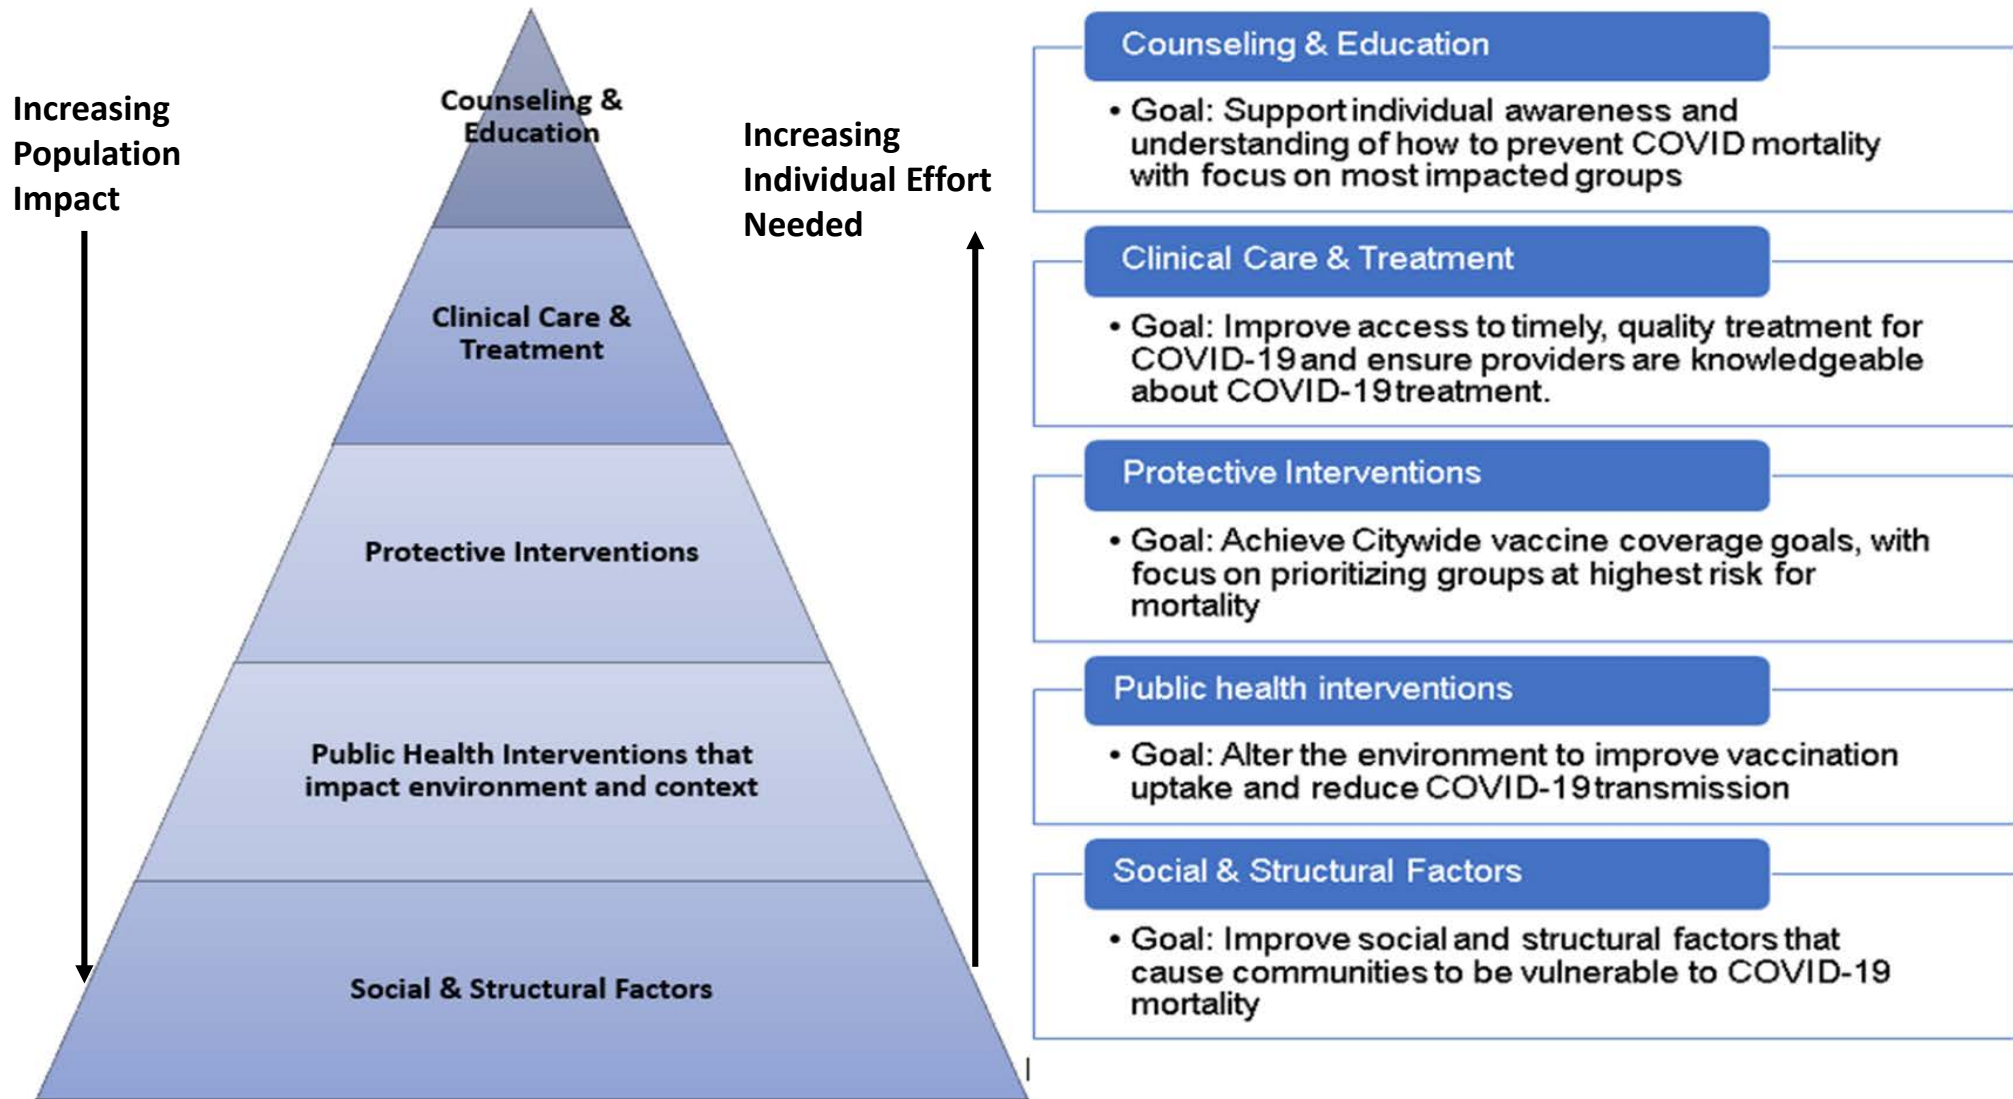 Increasing
Population
Impact
Counseling &
Education
Clinical Care &
Treatment
Protective Interventions
Public Health Interventions that
impact environment and context
Social & Structural Factors
Increasing
Individual Effort
Needed
Counseling & Education
• Goal: Support individual awareness and
understanding of how to prevent COVID mortality
with focus on most impacted groups
Clinical Care & Treatment
• Goal: Improve access to timely, quality treatment for
COVID-19 and ensure providers are knowledgeable
about COVID-19 treatment.
Protective Interventions
• Goal: Achieve Citywide vaccine coverage goals, with
focus on prioritizing groups at highest risk for
mortality
Public health interventions
• Goal: Alter the environment to improve vaccination
uptake and reduce COVID-19 transmission
Social & Structural Factors
• Goal: Improve social and structural factors that
cause communities to be vulnerable to COVID-19
mortality